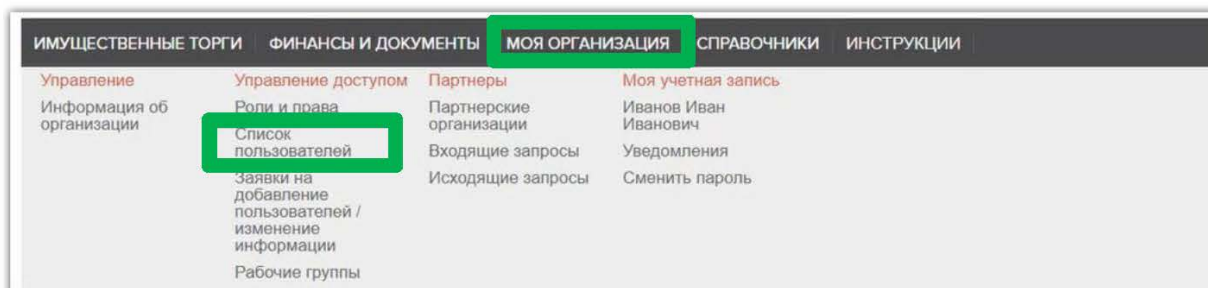 ИМУЩЕСТВЕННЫЕ ТОРГИ ФИНАНСЫ И ДОКУМЕНТЫ МОЯ ОРГАНИЗАЦИЯ СПРАВОЧНИКИ ИНСТРУКЦИИ
Управление
Информация об
организации
Управление доступом
Роли и права
Список
пользователей
Заявки на
добавление
пользователей /
изменение
информации
Рабочие группы
Партнеры
Партнерские
организации
Входящие запросы
Исходящие запросы
Моя учетная запись
Иванов Иван
Иванович
Уведомления
Сменить пароль